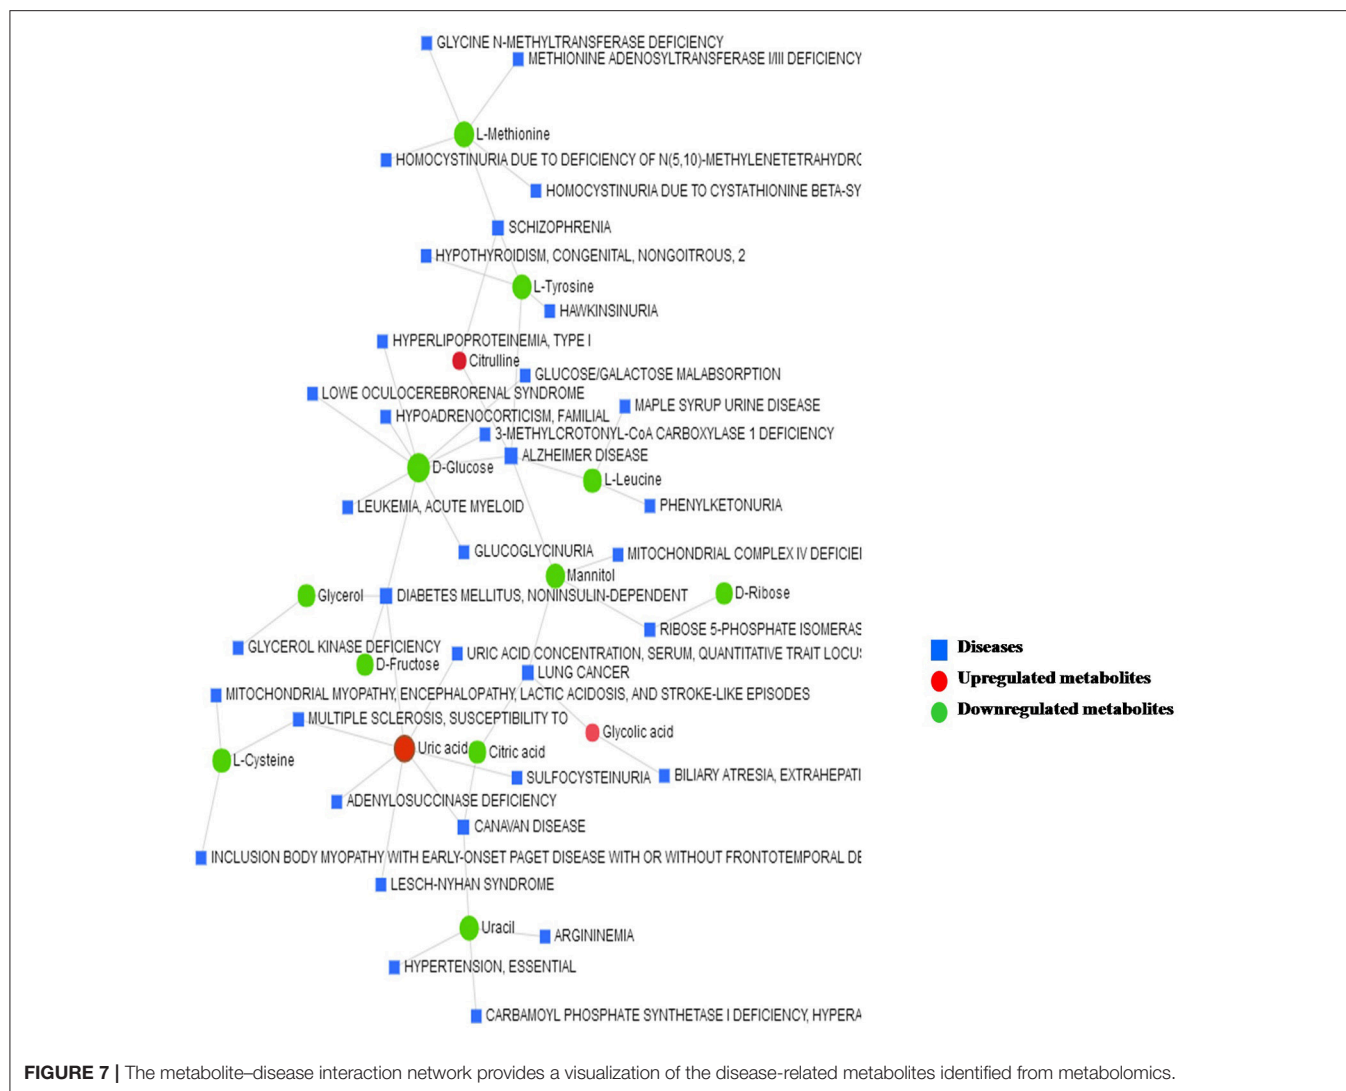 GLYCINE N-METHYLTRANSFERASE DEFICIENCY
METHIONINE ADENOSYLTRANSFERASE I/III DEFICIENCY
L-Methionine
HOMOCYSTINURIA DUE TO DEFICIENCY OF N(5,10)-METHYLENETETRAHYDRO
HOMOCYSTINURIA DUE TO CYSTATHIONINE BETA-SY
SCHIZOPHRENIA
HYPOTHYROIDISM, CONGENITAL, NONGOITROUS, 2
L-Tyrosine
HAWKINSINURIA
HYPERLIPOPROTEINEMIA, TYPE I
Citrulline
GLUCOSE/GALACTOSE MALABSORPTION
LOWE OCULOCEREBRORENAL SYNDROME
MAPLE SYRUP URINE DISEASE
HYPOADRENOCORTICISM, FAMILIAL
3-METHYLCROTONYL-CoA CARBOXYLASE 1 DEFICIENCY
ALZHEIMER DISEASE
D-Glucose
L-Leucine
LEUKEMIA, ACUTE MYELOID
PHENYLKETONURIA
GLUCOGLYCINURIA
MITOCHONDRIAL COMPLEX IV DEFICIEI
Mannitol
Glycerol
DIABETES MELLITUS, NONINSULIN-DEPENDENT
D-Ribose
RIBOSE 5-PHOSPHATE ISOMERAS
GLYCEROL KINASE DEFICIENCY
URIC ACID CONCENTRATION, SERUM, QUANTITATIVE TRAIT LOCUS
D-Fructose
LUNG CANCER
MITOCHONDRIAL MYOPATHY, ENCEPHALOPATHY, LACTIC ACIDOSIS, AND STROKE-LIKE EPISODES
MULTIPLE SCLEROSIS, SUSCEPTIBILITY TO
Glycolic acid
Uric acid
Citric acid
L-Cysteine
SULFOCYSTEINURIA
BILIARY ATRESIA, EXTRAHEPATI
ADENYLOSUCCINASE DEFICIENCY
CANAVAN DISEASE
INCLUSION BODY MYOPATHY WITH EARLY-ONSET PAGET DISEASE WITH OR WITHOUT FRONTOTEMPORAL DE
LESCH-NYHAN SYNDROME
Uracil
ARGININEMIA
HYPERTENSION, ESSENTIAL
CARBAMOYL PHOSPHATE SYNTHETASE I DEFICIENCY, HYPERA
Diseases
Upregulated metabolites
Downregulated metabolites
FIGURE 7 | The metabolite–disease interaction network provides a visualization of the disease-related metabolites identified from metabolomics.